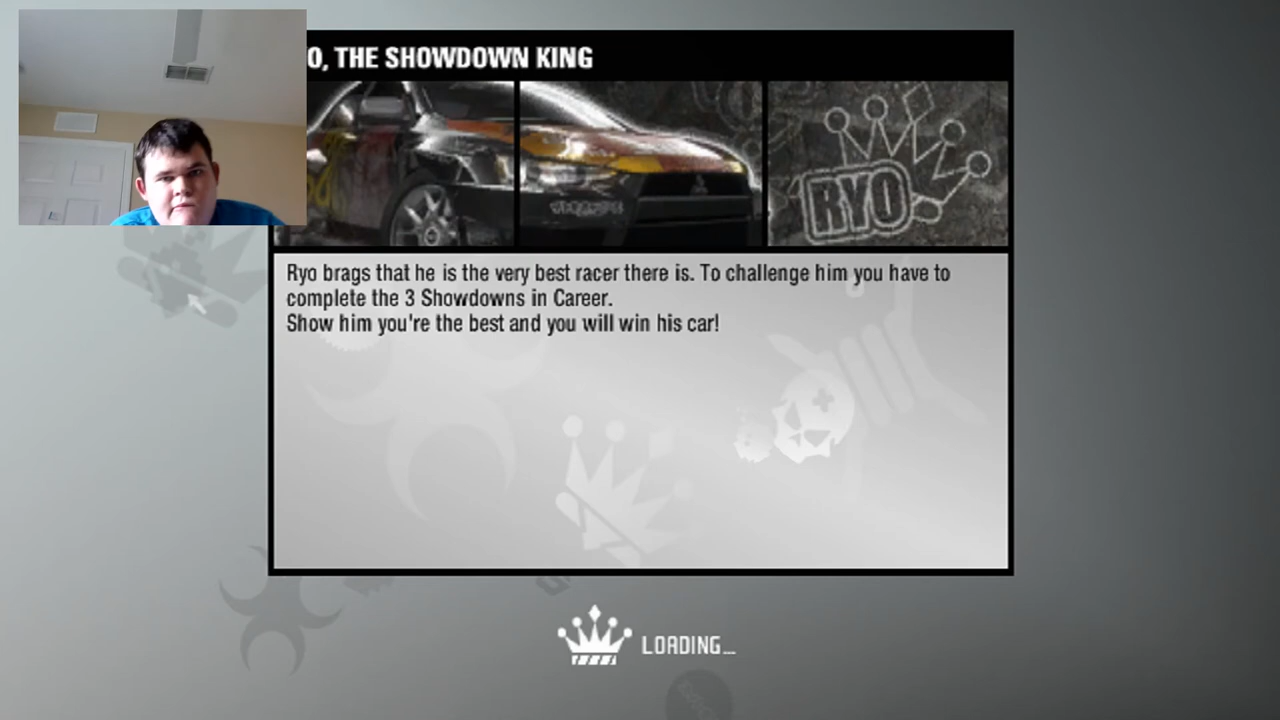 O, THE SHOWDOWN KING
RYO
Ryo brags that he is the very best racer there is. To challenge him you have to
complete the 3 Showdowns in Career.
Show him you're the best and you will win his car!
LOADING...